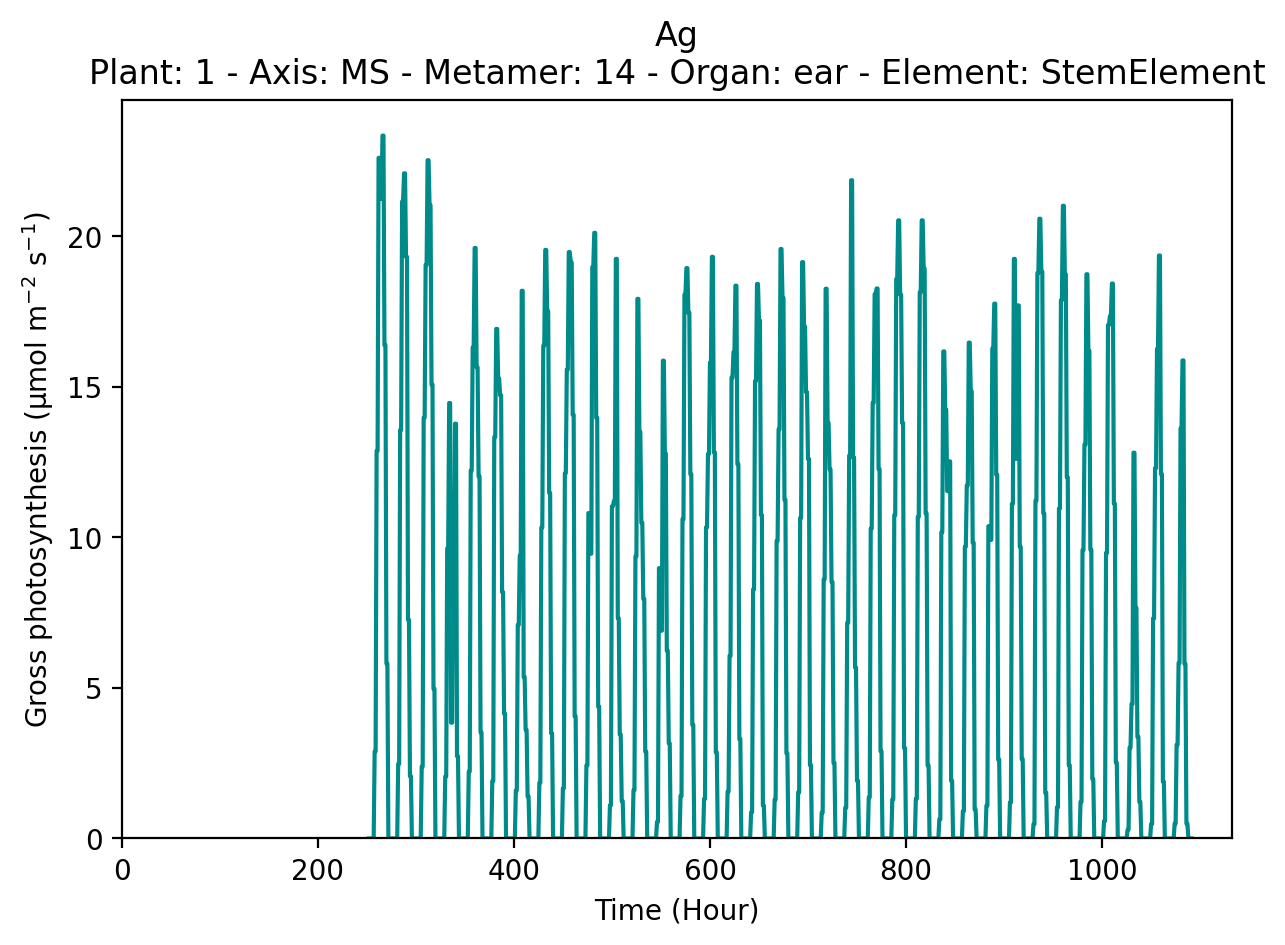 Ag
Plant: 1 - Axis: MS - Metamer: 14 - Organ: ear - Element: StemElement
Gross photosynthesis (µmol m⁻² s⁻¹)
20
15
10
5
0
0 200 400 600 800 1000
Time (Hour)